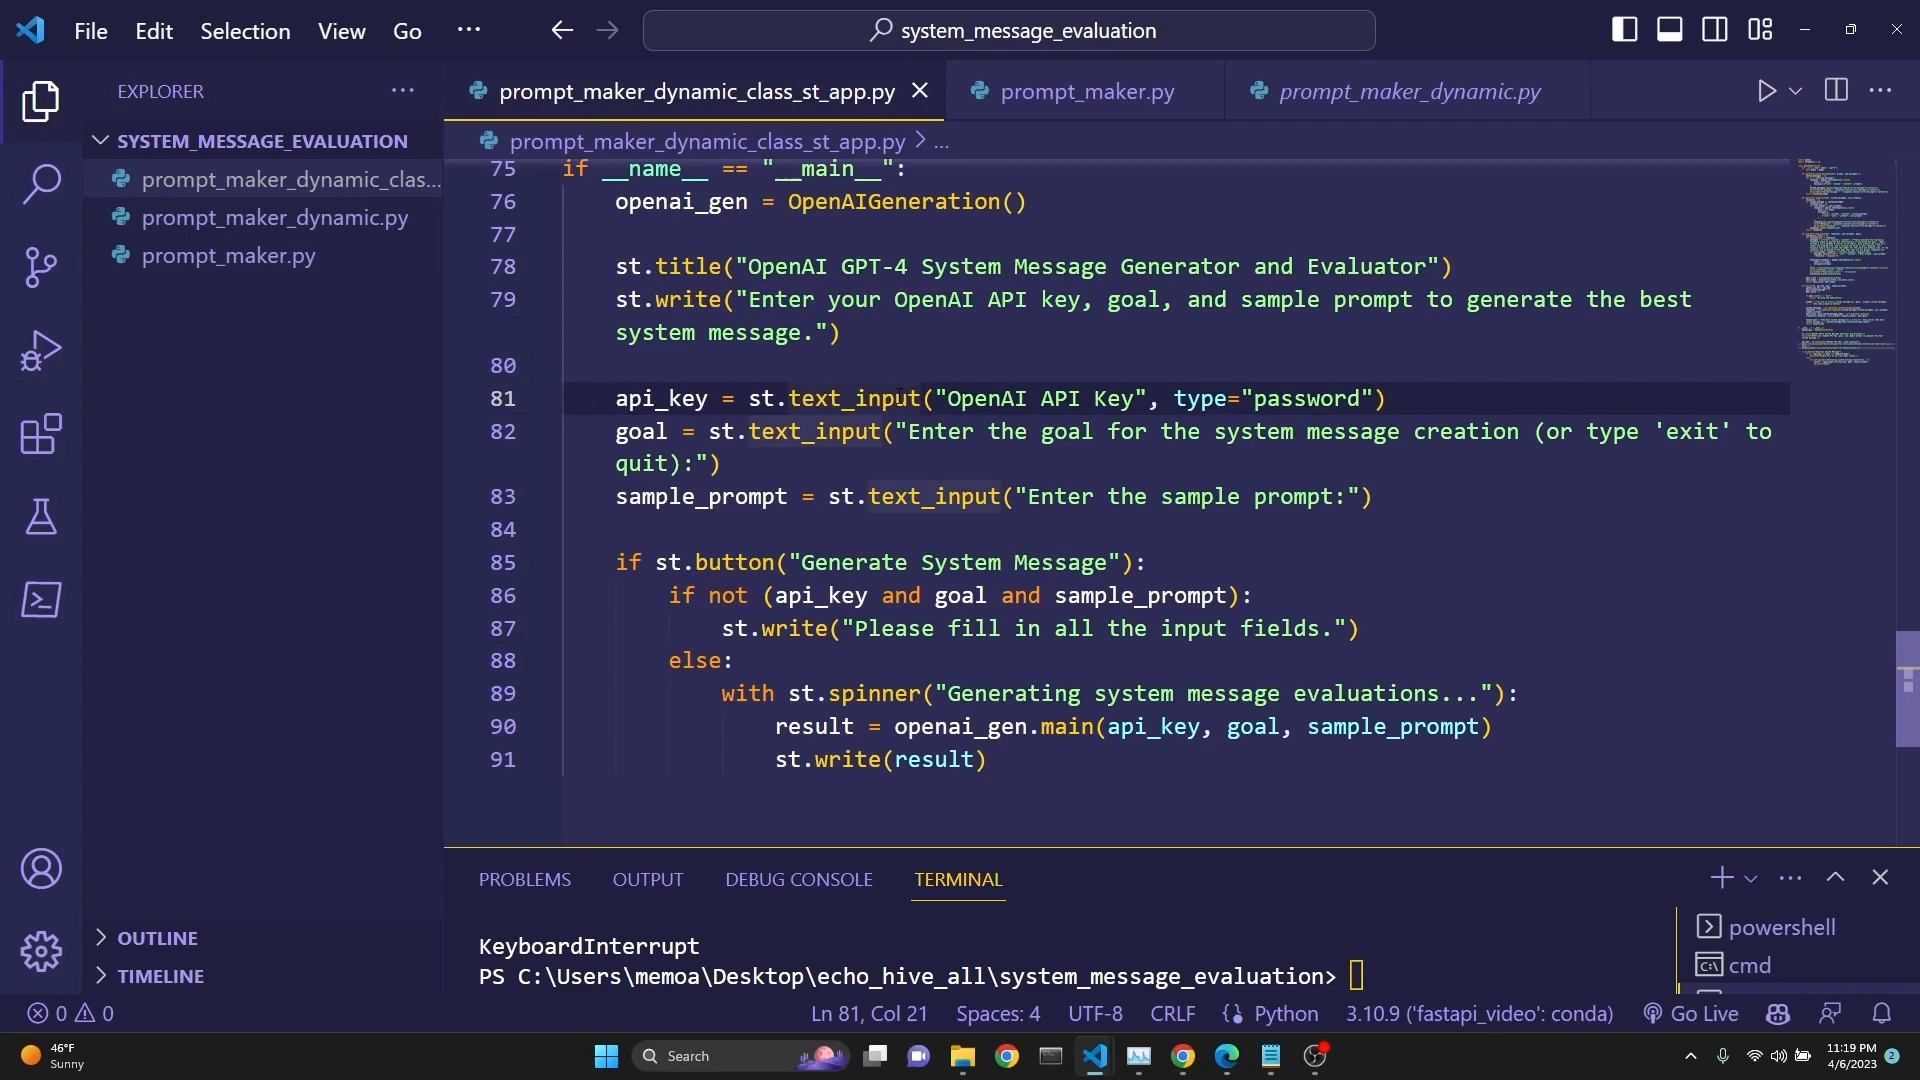 File Edit Selection View Go ...
system_message_evaluation
EXPLORER ...
prompt_maker_dynamic_class_st_app.py
prompt_maker.py
prompt_maker_dynamic.py
SYSTEM_MESSAGE_EVALUATION
prompt_maker_dynamic_clas...
prompt_maker_dynamic.py
prompt_maker.py
OUTLINE
TIMELINE
prompt_maker_dynamic_class_st_app.py > ...
75 if __name__ == "__main__":
76 openai_gen = OpenAIGeneration()
77
78 st.title("OpenAI GPT-4 System Message Generator and Evaluator")
79 st.write("Enter your OpenAI API key, goal, and sample prompt to generate the best
system message.")
80
81 api_key = st.text_input("OpenAI API Key", type="password")
82 goal = st.text_input("Enter the goal for the system message creation (or type 'exit' to
quit):")
83 sample_prompt = st.text_input("Enter the sample prompt:")
84
85 if st.button("Generate System Message"):
86 if not (api_key and goal and sample_prompt):
87 st.write("Please fill in all the input fields.")
88 else:
89 with st.spinner("Generating system message evaluations..."):
90 result = openai_gen.main(api_key, goal, sample_prompt)
91 st.write(result)
PROBLEMS OUTPUT DEBUG CONSOLE TERMINAL
KeyboardInterrupt
PS C:\Users\memoa\Desktop\echo_hive_all\system_message_evaluation>
powershell
cmd
0 0
Ln 81, Col 21 Spaces: 4 UTF-8 CRLF Python 3.10.9 ('fastapi_video': conda) Go Live
46°F
Sunny
Search
11:19 PM
4/6/2023
2